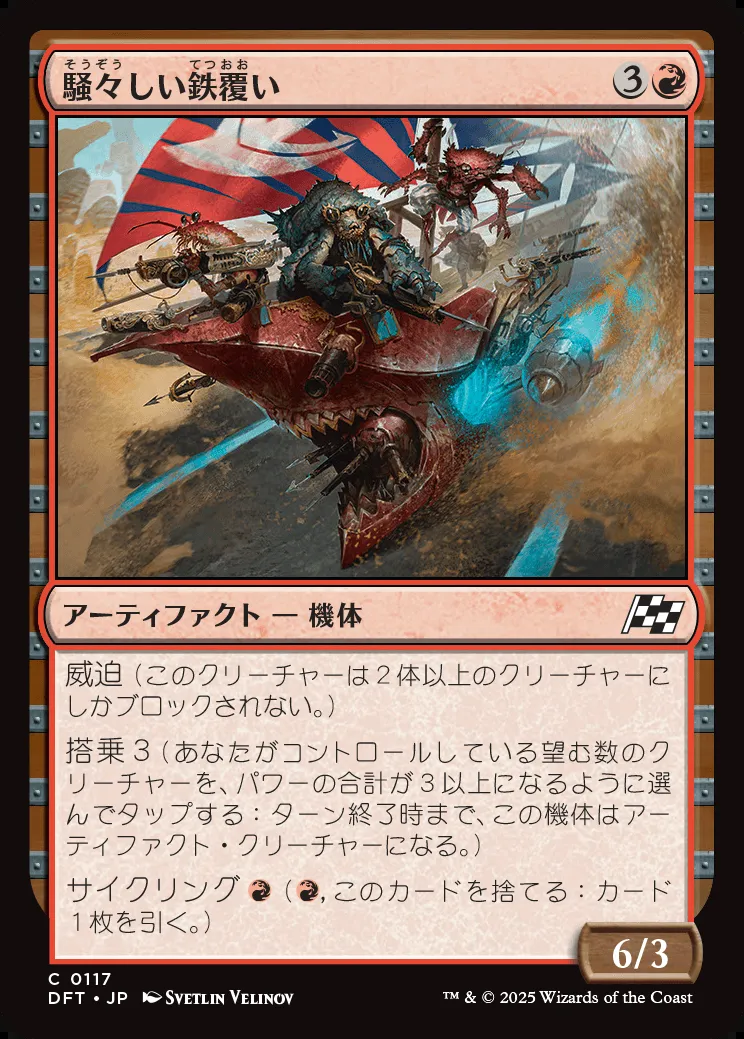 そうぞう てつおお
騒々しい鉄覆い 3
アーティファクト — 機体
威迫（このクリーチャーは２体以上のクリーチャーに
しかブロックされない。）
搭乗３（あなたがコントロールしている望む数のク
リーチャーを、パワーの合計が３以上になるように選
んでタップする：ターン終了時まで、この機体はアー
ティファクト・クリーチャーになる。）
サイクリング（，このカードを捨てる：カード
１枚を引く。）
6/3
C 0117
DFT • JP Svetlin Velinov
™ & © 2025 Wizards of the Coast